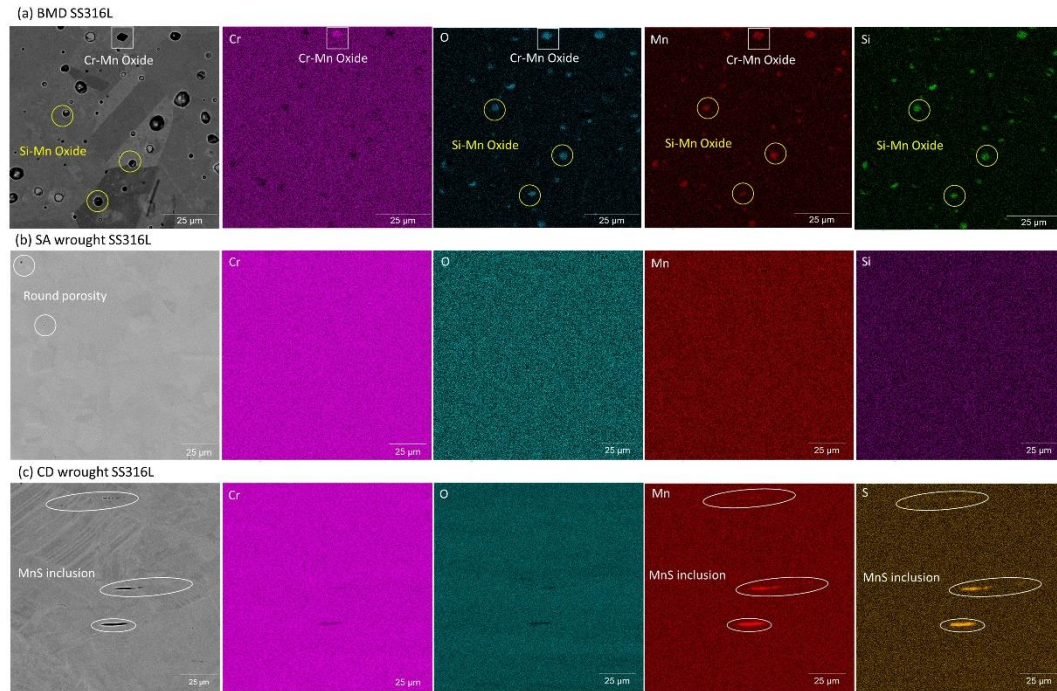 (a) BMD SS316L
Cr-Mn Oxide
Si-Mn Oxide
25 µm
Cr
Cr-Mn Oxide
25 µm
O
Cr-Mn Oxide
Si-Mn Oxide
25 µm
Mn
Cr-Mn Oxide
Si-Mn Oxide
25 µm
Si
25 µm
(b) SA wrought SS316L
Round porosity
25 µm
Cr
25 µm
O
25 µm
Mn
25 µm
Si
25 µm
(c) CD wrought SS316L
MnS inclusion
25 µm
Cr
25 µm
O
25 µm
Mn
MnS inclusion
25 µm
S
MnS inclusion
25 µm